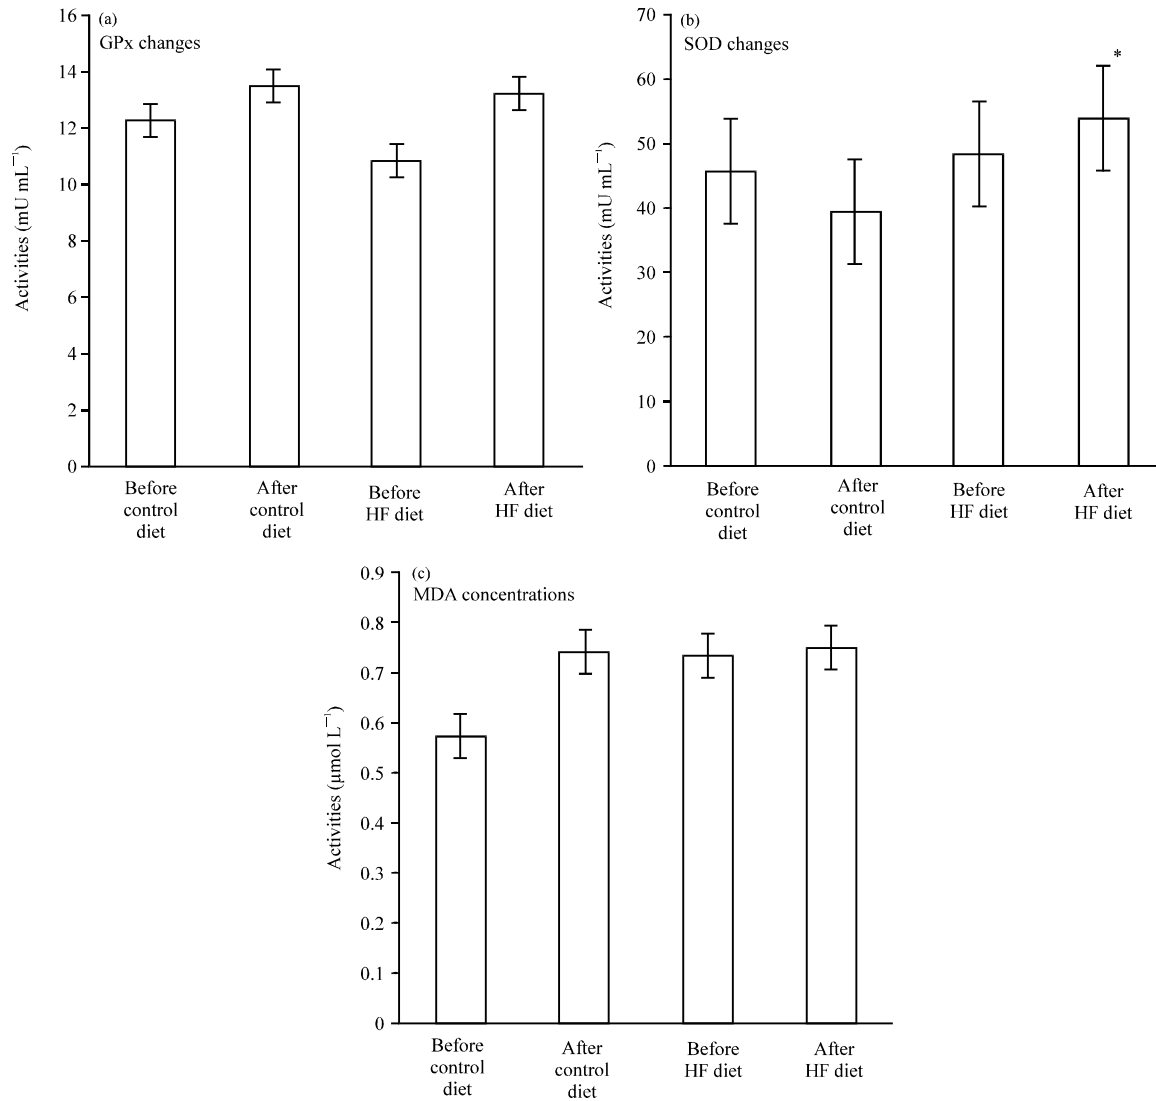 (a)
GPx changes
16
14
12
10
8
6
4
2
0
Activities (mU mL⁻¹)
Before
control
diet
After
control
diet
Before
HF diet
After
HF diet
(b)
SOD changes
70
60
50
40
30
20
10
0
Activities (mU mL⁻¹)
*
Before
control
diet
After
control
diet
Before
HF diet
After
HF diet
(c)
MDA concentrations
0.9
0.8
0.7
0.6
0.5
0.4
0.3
0.2
0.1
0
Activities (µmol L⁻¹)
Before
control
diet
After
control
diet
Before
HF diet
After
HF diet